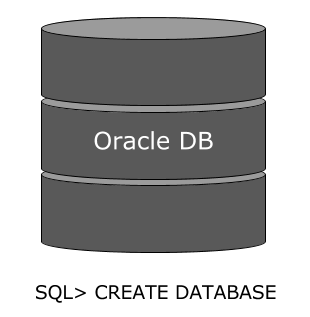 Oracle DB
SQL> CREATE DATABASE